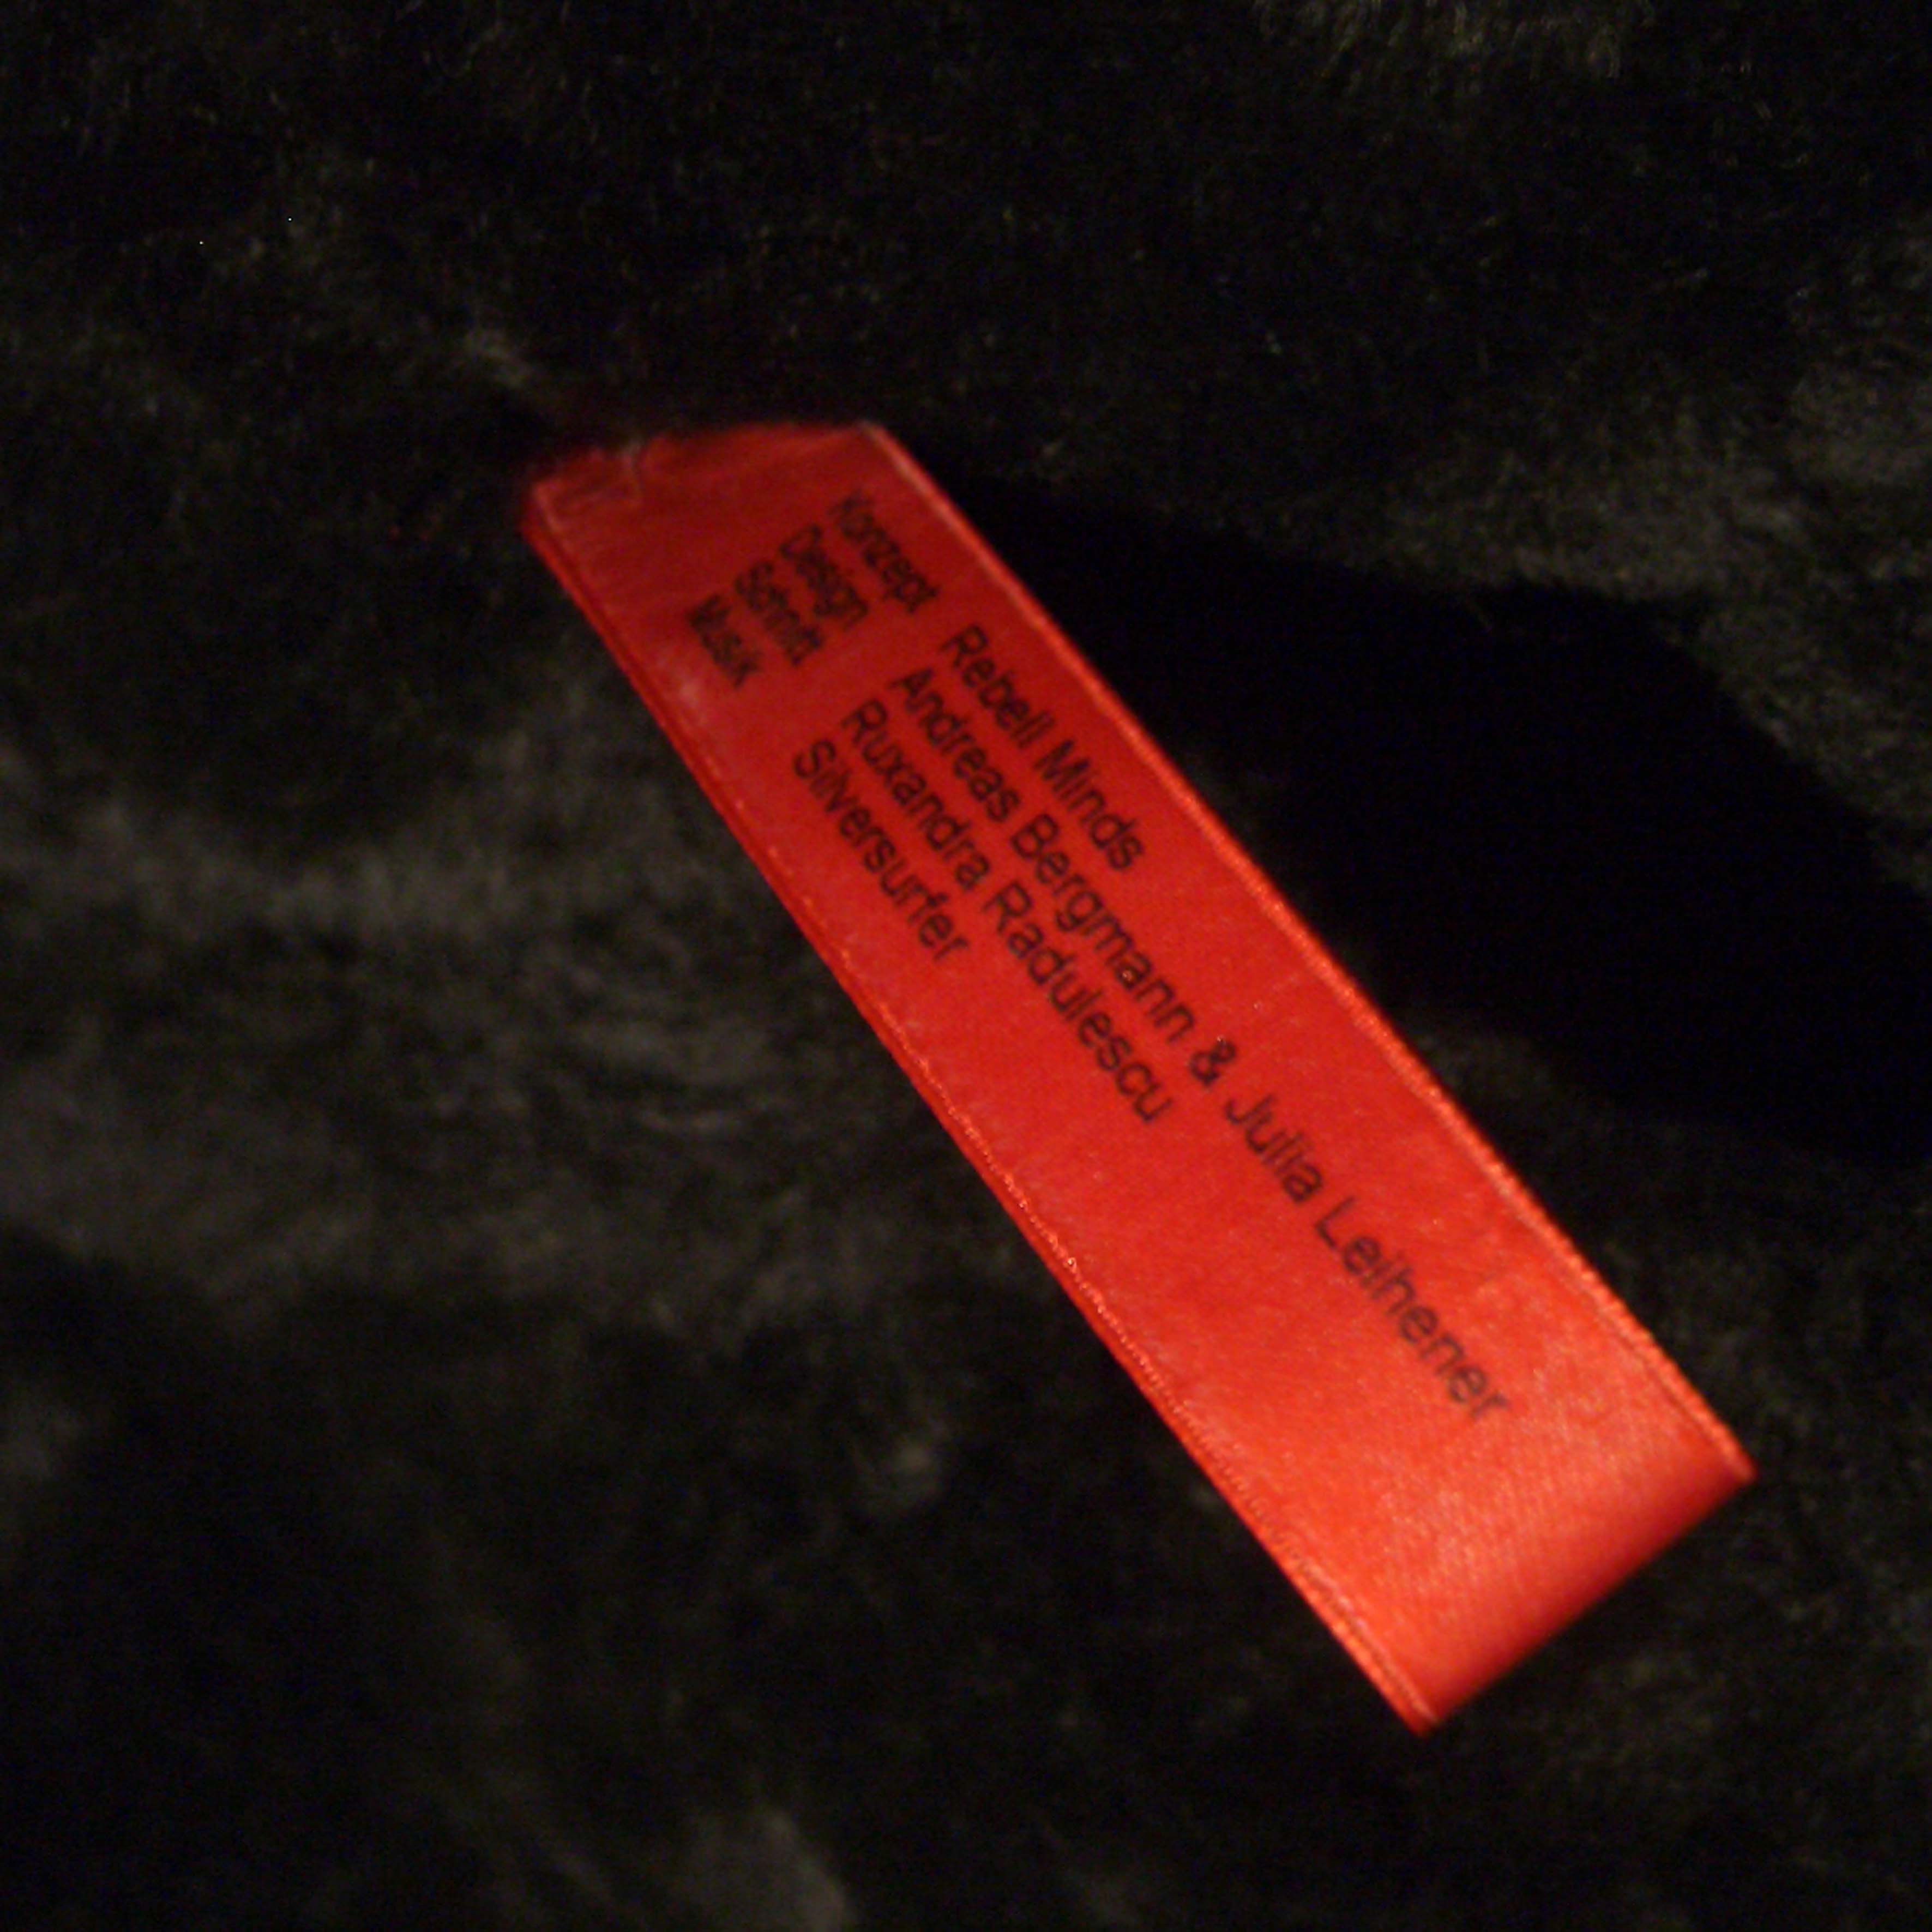 Konzept Rebell Minds
Design Andreas Bergmann & Julia Leihener
Schnitt Ruxandra Radulescu
Musik Silversurfer